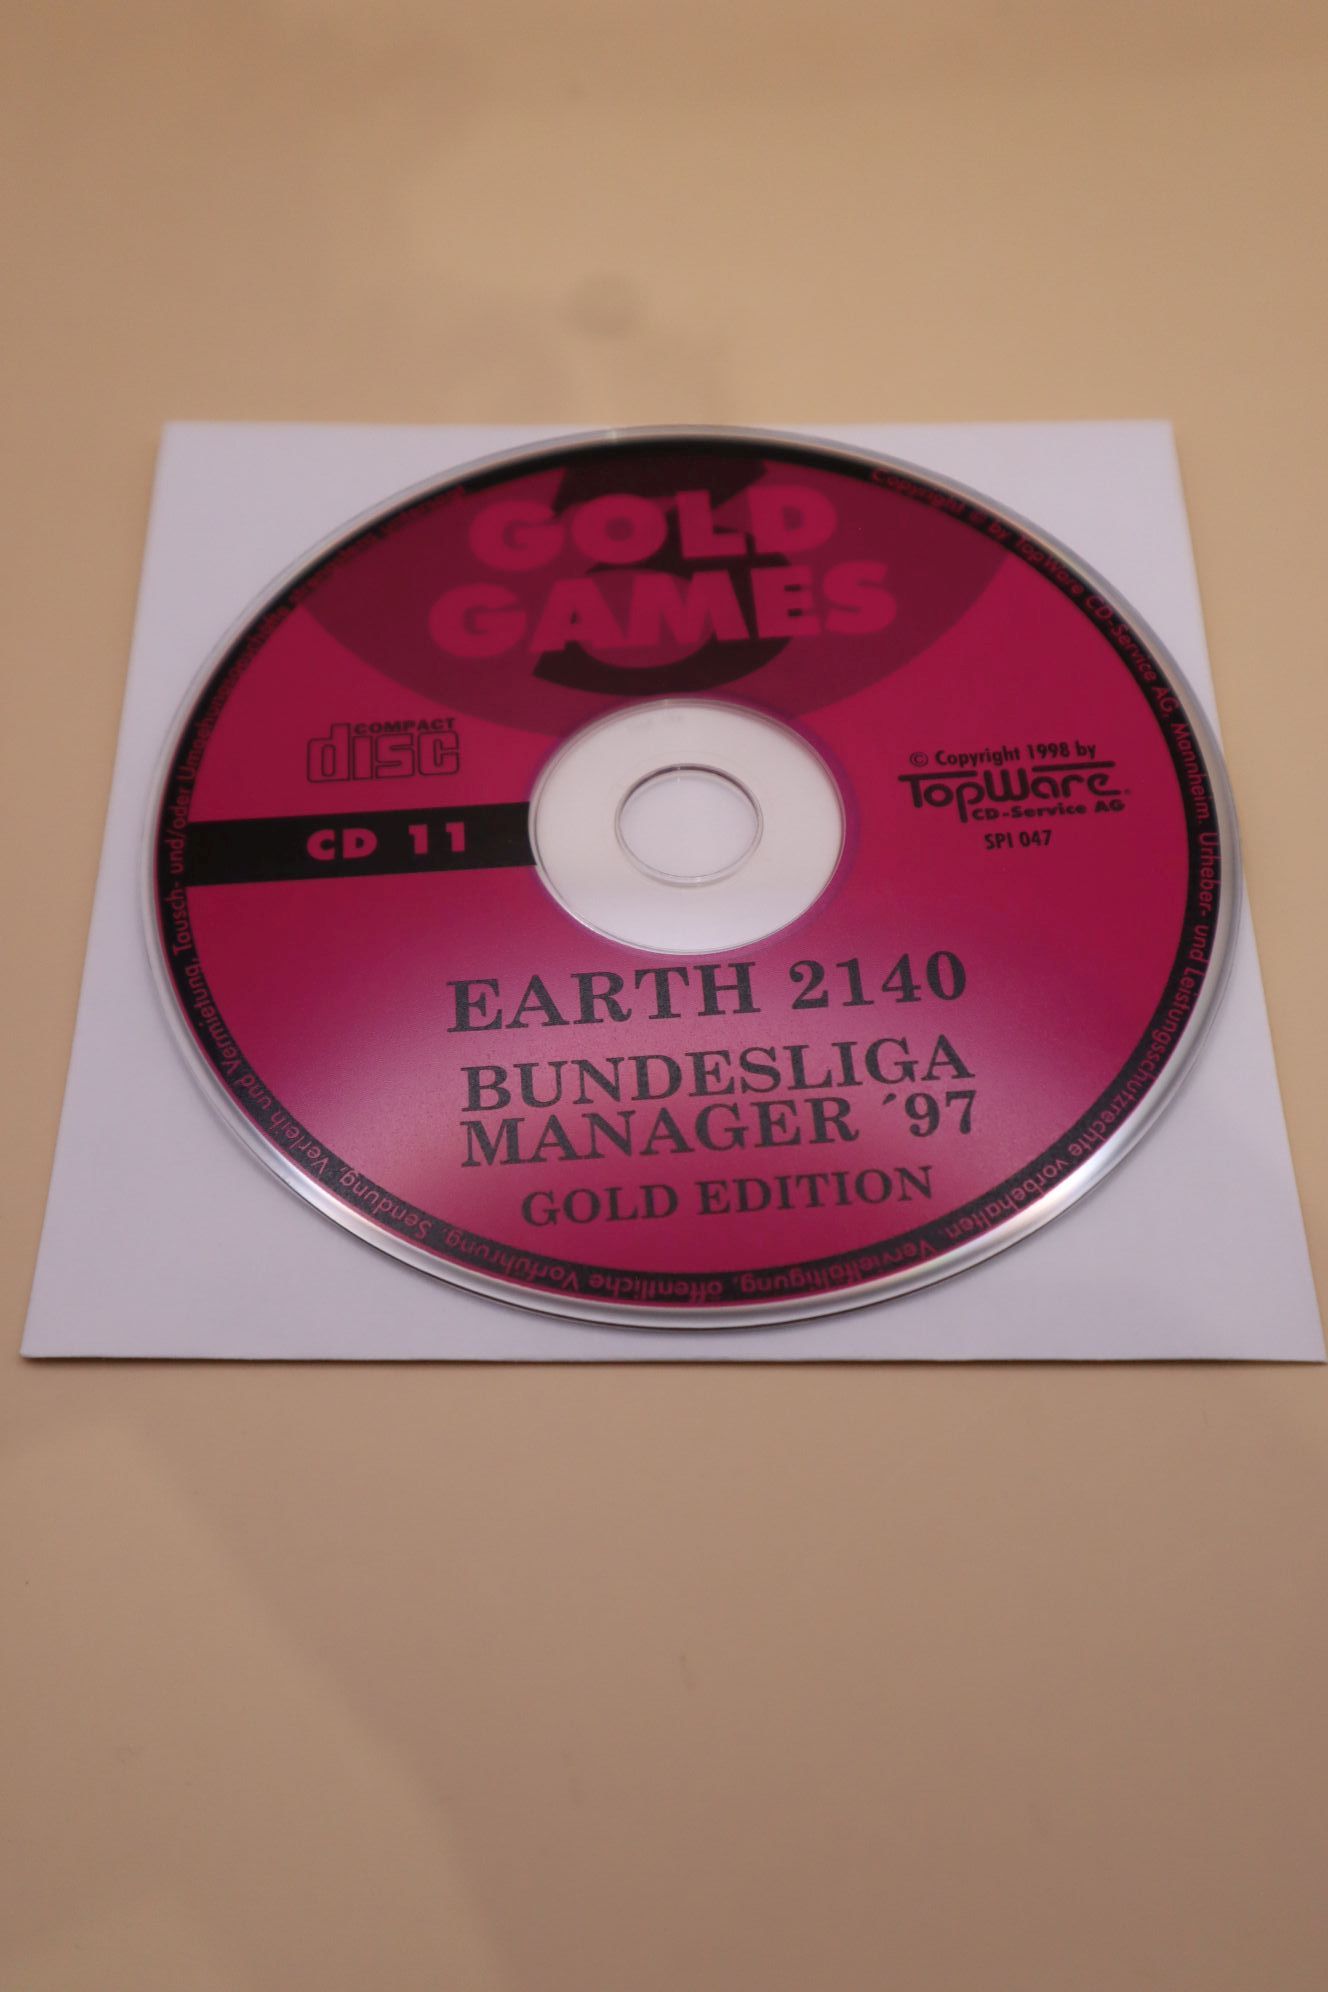 GOLD
GAMES
3
COMPACT
disc
© Copyright 1998 by
TopWare
CD-Service AG
SPI 047
CD 11
EARTH 2140
BUNDESLIGA
MANAGER ´97
GOLD EDITION
Copyright © by TopWare CD-Service AG, Mannheim. Urheber- und Leistungsschutzrechte vorbehalten. Vervielfältigung, öffentliche Vorführung, Sendung, Verleih und Vermietung, Tausch- und/oder